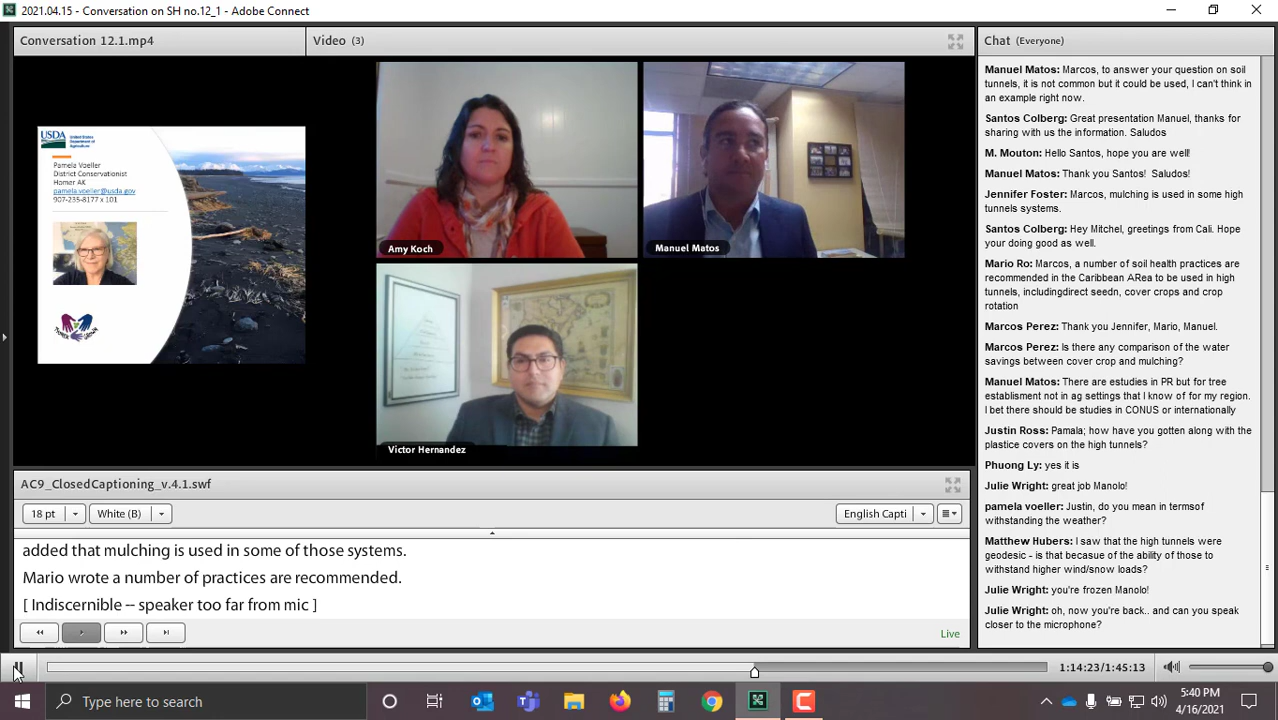 2021.04.15 - Conversation on SH no.12_1 - Adobe Connect
Conversation 12.1.mp4
Video (3)
USDA
United States
Department of
Agriculture
Pamela Voeller
District Conservationist
Homer AK
pamela.voeller@usda.gov
907-235-8177 x 101
Amy Koch
Manuel Matos
Victor Hernandez
AC9_ClosedCaptioning_v.4.1.swf
18 pt
White (B)
English Capti
added that mulching is used in some of those systems.
Mario wrote a number of practices are recommended.
[ Indiscernible -- speaker too far from mic ]
Live
Chat (Everyone)
Manuel Matos: Marcos, to answer your question on soil
tunnels, it is not common but it could be used, I can't think in
an example right now.
Santos Colberg: Great presentation Manuel, thanks for
sharing with us the information. Saludos
M. Mouton: Hello Santos, hope you are well!
Manuel Matos: Thank you Santos! Saludos!
Jennifer Foster: Marcos, mulching is used in some high
tunnels systems.
Santos Colberg: Hey Mitchel, greetings from Cali. Hope
your doing good as well.
Mario Ro: Marcos, a number of soil health practices are
recommended in the Caribbean ARea to be used in high
tunnels, includingdirect seedn, cover crops and crop
rotation
Marcos Perez: Thank you Jennifer, Mario, Manuel.
Marcos Perez: Is there any comparison of the water
savings between cover crop and mulching?
Manuel Matos: There are estudies in PR but for tree
establisment not in ag settings that I know of for my region.
I bet there should be studies in CONUS or internationally
Justin Ross: Pamala; how have you gotten along with the
plastice covers on the high tunnels?
Phuong Ly: yes it is
Julie Wright: great job Manolo!
pamela voeller: Justin, do you mean in termsof
withstanding the weather?
Matthew Hubers: I saw that the high tunnels were
geodesic - is that becasue of the ability of those to
withstand higher wind/snow loads?
Julie Wright: you're frozen Manolo!
Julie Wright: oh, now you're back.. and can you speak
closer to the microphone?
1:14:23/1:45:13
Type here to search
5:40 PM
4/16/2021